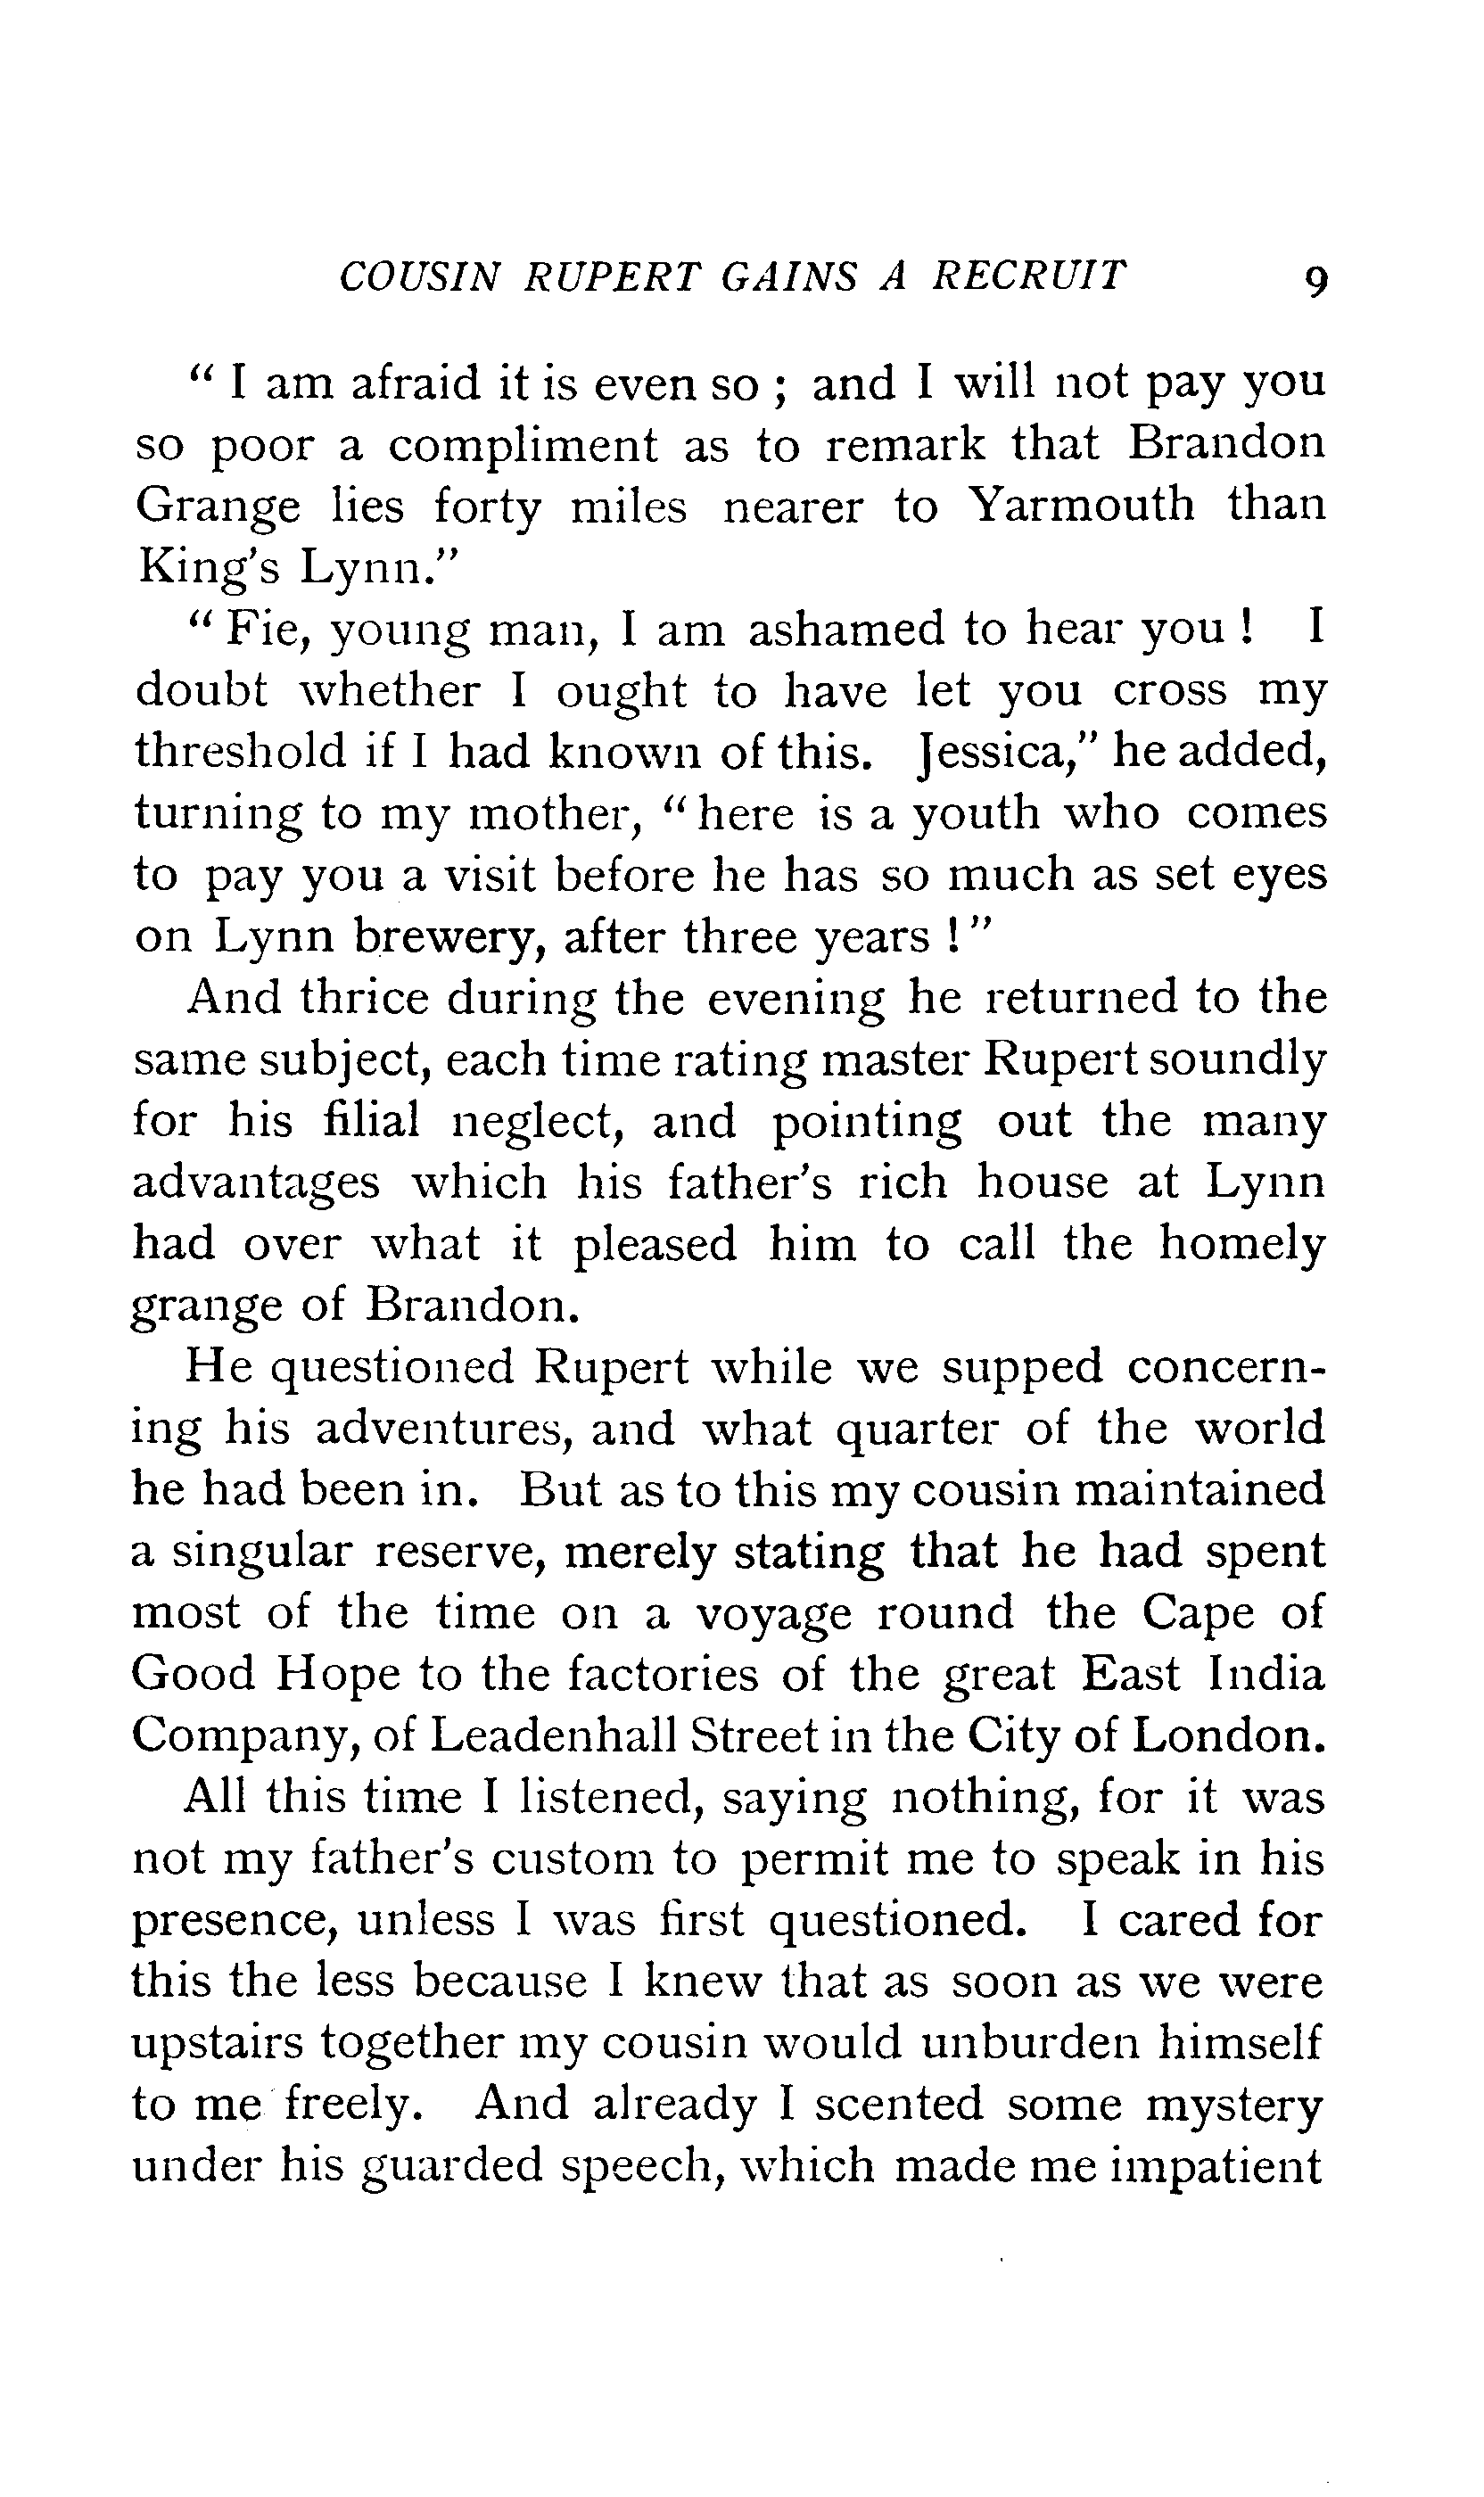 COUSIN RUPERT GAINS A RECRUIT 9
" I am afraid it is even so ; and I will not pay you
so poor a compliment as to remark that Brandon
Grange lies forty miles nearer to Yarmouth than
King's Lynn."
" Fie, young man, I am ashamed to hear you ! I
doubt whether I ought to have let you cross my
threshold if I had known of this. Jessica," he added,
turning to my mother, " here is a youth who comes
to pay you a visit before he has so much as set eyes
on Lynn brewery, after three years ! "
And thrice during the evening he returned to the
same subject, each time rating master Rupert soundly
for his filial neglect, and pointing out the many
advantages which his father's rich house at Lynn
had over what it pleased him to call the homely
grange of Brandon.
He questioned Rupert while we supped concern-
ing his adventures, and what quarter of the world
he had been in. But as to this my cousin maintained
a singular reserve, merely stating that he had spent
most of the time on a voyage round the Cape of
Good Hope to the factories of the great East India
Company, of Leadenhall Street in the City of London.
All this time I listened, saying nothing, for it was
not my father's custom to permit me to speak in his
presence, unless I was first questioned. I cared for
this the less because I knew that as soon as we were
upstairs together my cousin would unburden himself
to me freely. And already I scented some mystery
under his guarded speech, which made me impatient